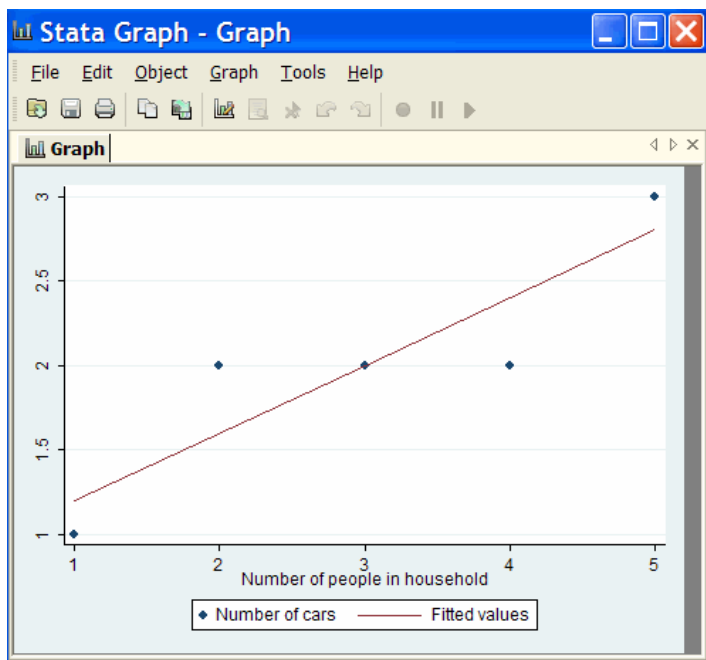 Stata Graph - Graph
File Edit Object Graph Tools Help
Graph
3
2.5
2
1.5
1
1 2 3 4 5
Number of people in household
Number of cars Fitted values